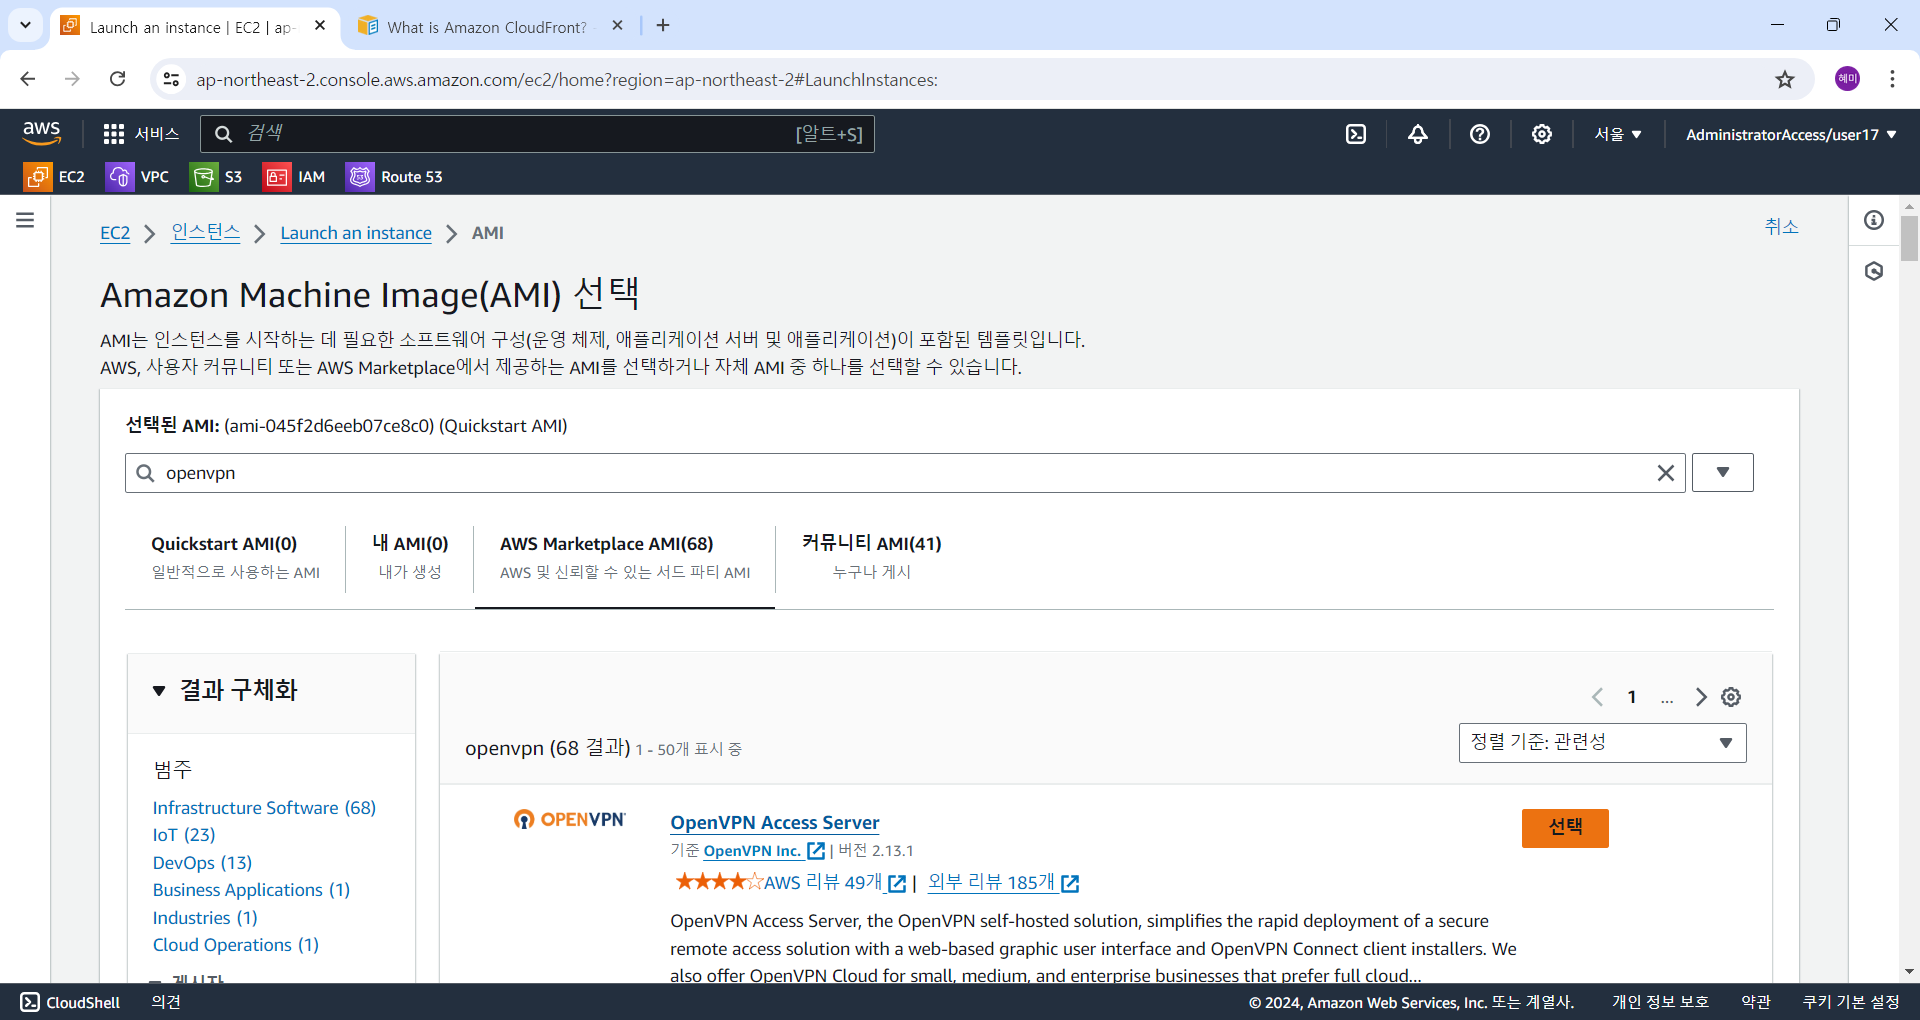 Launch an instance | EC2 | ap-
What is Amazon CloudFront?
ap-northeast-2.console.aws.amazon.com/ec2/home?region=ap-northeast-2#LaunchInstances:
혜미
aws
서비스
검색
[알트+S]
서울
AdministratorAccess/user17
EC2
VPC
S3
IAM
Route 53
EC2
인스턴스
Launch an instance
AMI
취소
Amazon Machine Image(AMI) 선택
AMI는 인스턴스를 시작하는 데 필요한 소프트웨어 구성(운영 체제, 애플리케이션 서버 및 애플리케이션)이 포함된 템플릿입니다.
AWS, 사용자 커뮤니티 또는 AWS Marketplace에서 제공하는 AMI를 선택하거나 자체 AMI 중 하나를 선택할 수 있습니다.
선택된 AMI: (ami-045f2d6eeb07ce8c0) (Quickstart AMI)
openvpn
Quickstart AMI(0)
일반적으로 사용하는 AMI
내 AMI(0)
내가 생성
AWS Marketplace AMI(68)
AWS 및 신뢰할 수 있는 서드 파티 AMI
커뮤니티 AMI(41)
누구나 게시
결과 구체화
범주
Infrastructure Software (68)
IoT (23)
DevOps (13)
Business Applications (1)
Industries (1)
Cloud Operations (1)
게시자
1 ...
openvpn (68 결과) 1 - 50개 표시 중
정렬 기준: 관련성
OPENVPN
OpenVPN Access Server
선택
기준 OpenVPN Inc. | 버전 2.13.1
AWS 리뷰 49개 | 외부 리뷰 185개
OpenVPN Access Server, the OpenVPN self-hosted solution, simplifies the rapid deployment of a secure
remote access solution with a web-based graphic user interface and OpenVPN Connect client installers. We
also offer OpenVPN Cloud for small, medium, and enterprise businesses that prefer full cloud...
CloudShell
의견
© 2024, Amazon Web Services, Inc. 또는 계열사.
개인 정보 보호
약관
쿠키 기본 설정